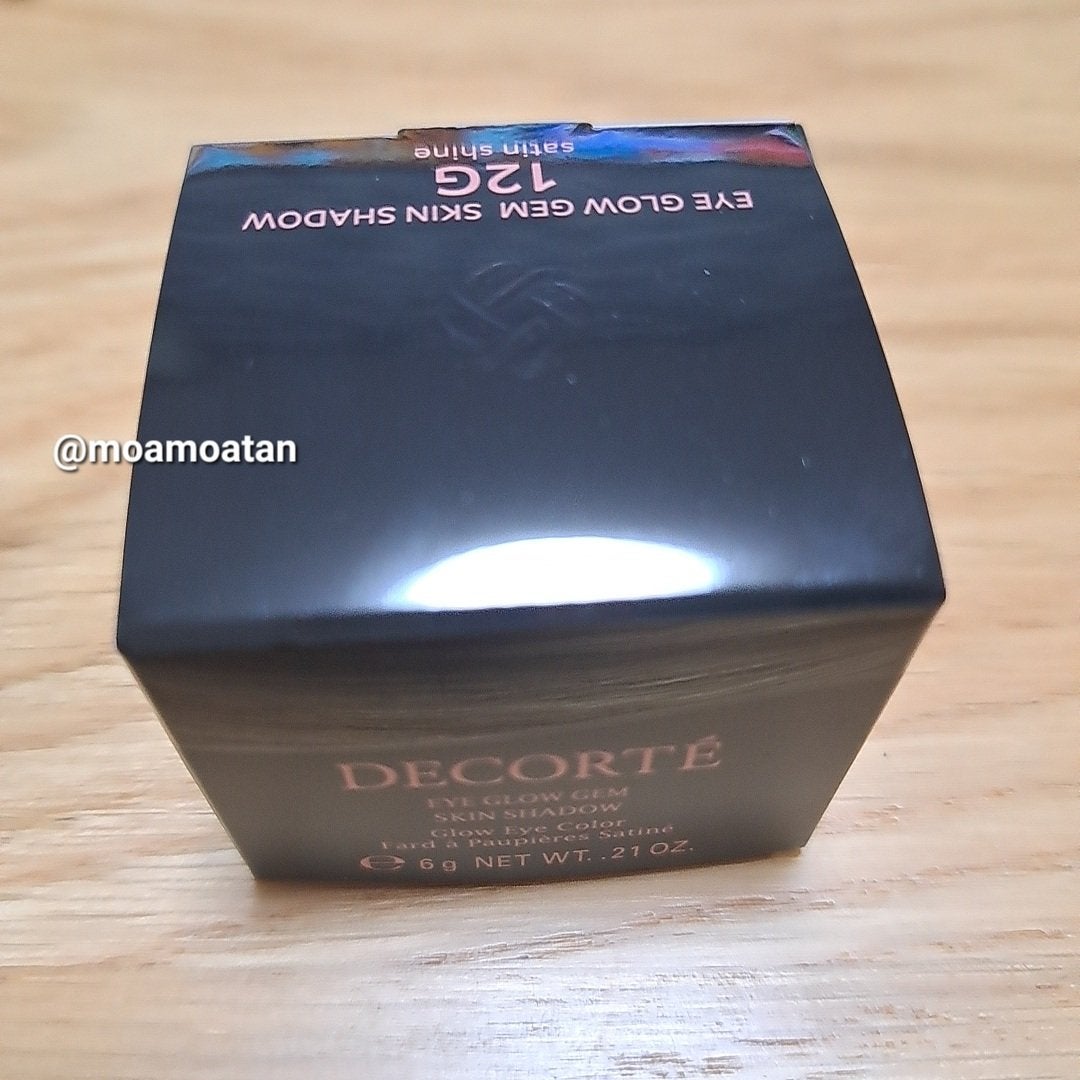 EYE GLOW GEM SKIN SHADOW
12G
satin shine
@moamoatan
DECORTÉ
EYE GLOW GEM
SKIN SHADOW
Glow Eye Color
Fard à Paupières Satiné
℮ 6 g NET WT. .21 OZ.